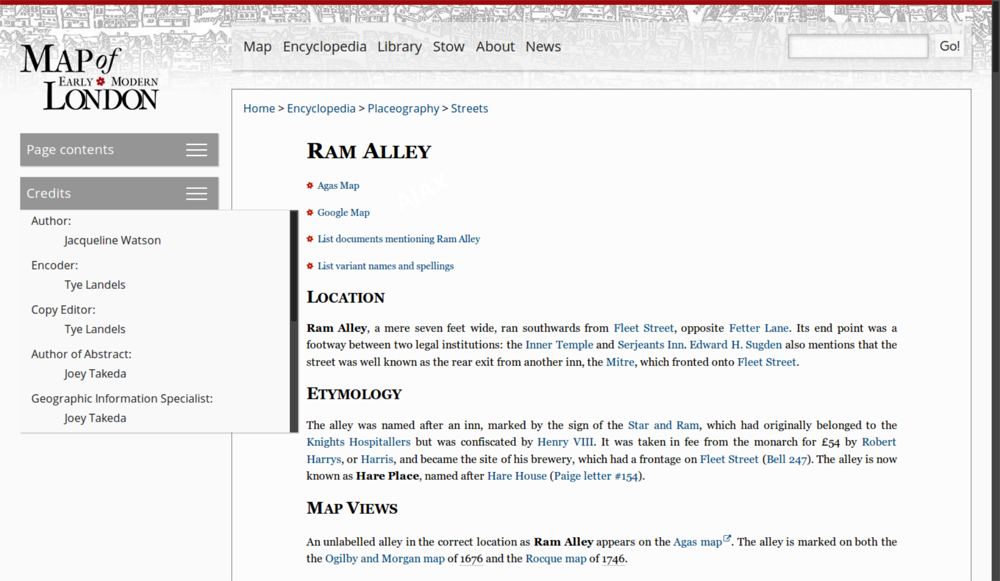 MAP of
EARLY MODERN
LONDON
Map Encyclopedia Library Stow About News
Go!
Home > Encyclopedia > Placeography > Streets
Page contents
Credits
Author:
Jacqueline Watson
Encoder:
Tye Landels
Copy Editor:
Tye Landels
Author of Abstract:
Joey Takeda
Geographic Information Specialist:
Joey Takeda
RAM ALLEY
AJAX
Agas Map
Google Map
List documents mentioning Ram Alley
List variant names and spellings
LOCATION
Ram Alley, a mere seven feet wide, ran southwards from Fleet Street, opposite Fetter Lane. Its end point was a
footway between two legal institutions: the Inner Temple and Serjeants Inn. Edward H. Sugden also mentions that the
street was well known as the rear exit from another inn, the Mitre, which fronted onto Fleet Street.
ETYMOLOGY
The alley was named after an inn, marked by the sign of the Star and Ram, which had originally belonged to the
Knights Hospitallers but was confiscated by Henry VIII. It was taken in fee from the monarch for £54 by Robert
Harrys, or Harris, and became the site of his brewery, which had a frontage on Fleet Street (Bell 247). The alley is now
known as Hare Place, named after Hare House (Paige letter #154).
MAP VIEWS
An unlabelled alley in the correct location as Ram Alley appears on the Agas map. The alley is marked on both the
the Ogilby and Morgan map of 1676 and the Rocque map of 1746.